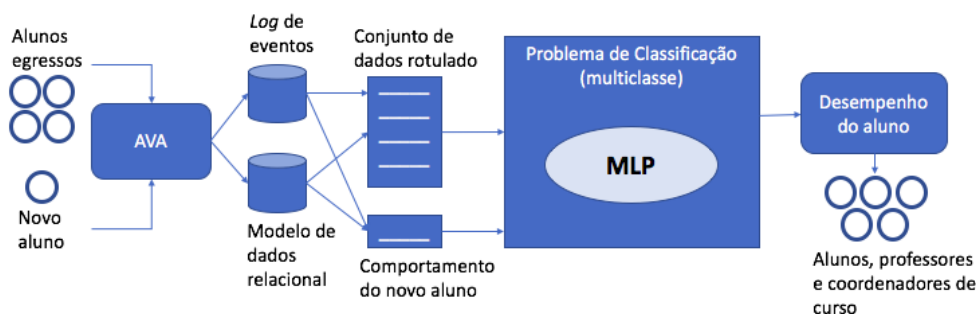 Alunos
egressos
Novo
aluno
AVA
Log de
eventos
Modelo de
dados
relacional
Conjunto de
dados rotulado
Comportamento
do novo aluno
Problema de Classificação
(multiclasse)
MLP
Desempenho
do aluno
Alunos, professores
e coordenadores de
curso